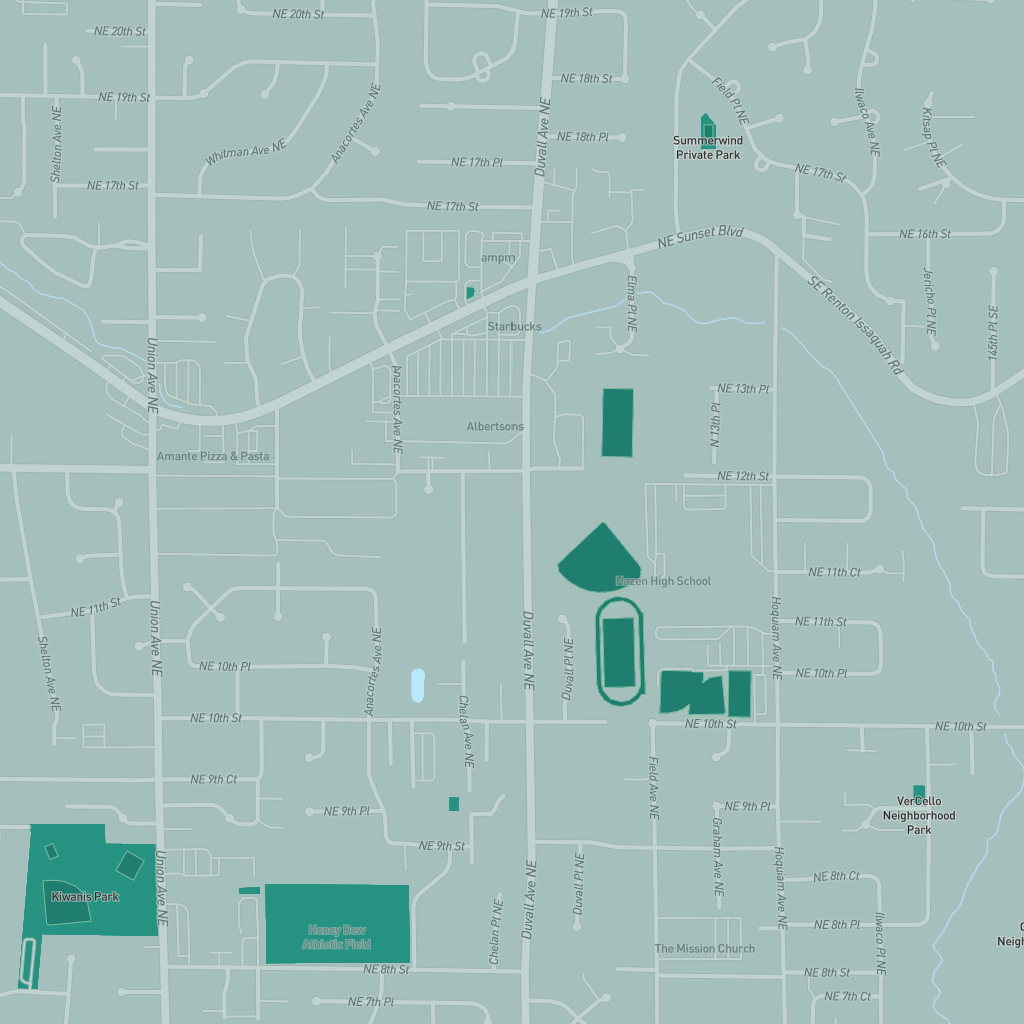 NE 20th St
NE 19th St
NE 20th St
NE 18th St
NE 19th St
Field Pl NE
Ilwaco Ave NE
Kitsap Pl NE
Shelton Ave NE
Anacortes Ave NE
Duvall Ave NE
NE 18th Pl
Whitman Ave NE
Summerwind
Private Park
NE 17th Pl
NE 17th St
NE 17th St
NE 17th St
NE Sunset Blvd
NE 16th St
ampm
Elma Pl NE
SE Renton Issaquah Rd
Jericho Pl NE
145th Pl SE
Starbucks
Union Ave NE
Anacortes Ave NE
NE 13th Pl
N 13th Pl
Albertsons
Amante Pizza & Pasta
NE 12th St
Hazen High School
NE 11th Ct
NE 11th St
Hoquiam Ave NE
NE 11th St
Union Ave NE
Shelton Ave NE
Anacortes Ave NE
Duvall Ave NE
Duvall Pl NE
NE 10th Pl
NE 10th Pl
NE 10th St
Chelan Ave NE
NE 10th St
NE 10th St
NE 9th Ct
Field Ave NE
NE 9th Pl
NE 9th Pl
VerCello
Neighborhood
Park
NE 9th St
Graham Ave NE
Hoquiam Ave NE
Union Ave NE
Kiwanis Park
Duvall Ave NE
Duvall Pl NE
NE 8th Ct
Chelan Pl NE
NE 8th Pl
Honey Dew
Athletic Field
Ilwaco Pl NE
The Mission Church
NE 8th St
NE 8th St
NE 7th Pl
NE 7th Ct